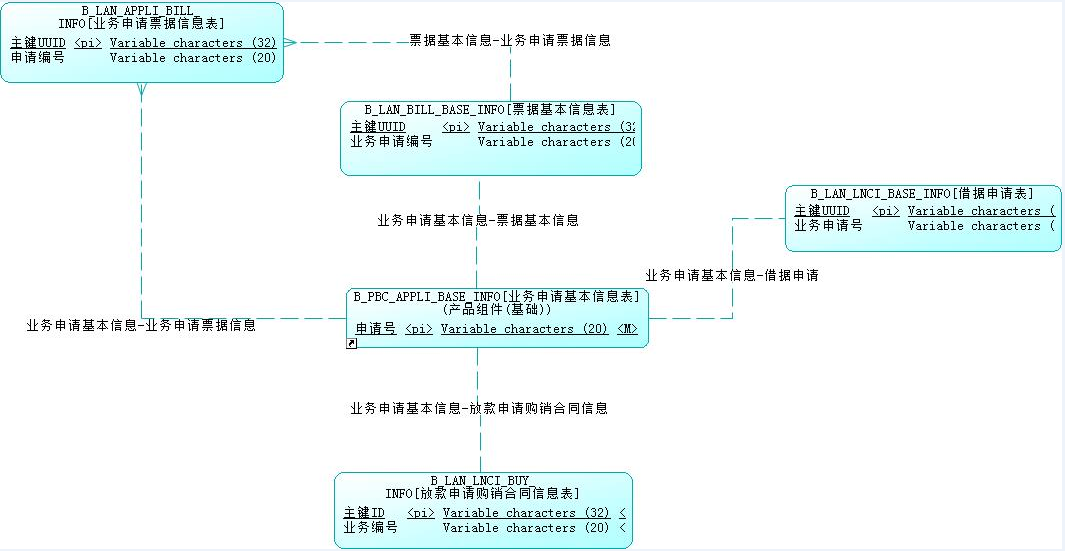 B_LAN_APPLI_BILL_
INFO[业务申请票据信息表]
主键UUID <pi> Variable characters (32)
申请编号 Variable characters (20)
票据基本信息-业务申请票据信息
B_LAN_BILL_BASE_INFO[票据基本信息表]
主键UUID <pi> Variable characters (32
业务申请编号 Variable characters (20
业务申请基本信息-票据基本信息
B_LAN_LNCI_BASE_INFO[借据申请表]
主键UUID <pi> Variable characters (
业务申请号 Variable characters (
业务申请基本信息-借据申请
B_PBC_APPLI_BASE_INFO[业务申请基本信息表]
(产品组件(基础))
申请号 <pi> Variable characters (20) <M>
业务申请基本信息-业务申请票据信息
业务申请基本信息-放款申请购销合同信息
B_LAN_LNCI_BUY_
INFO[放款申请购销合同信息表]
主键ID <pi> Variable characters (32) <
业务编号 Variable characters (20) <